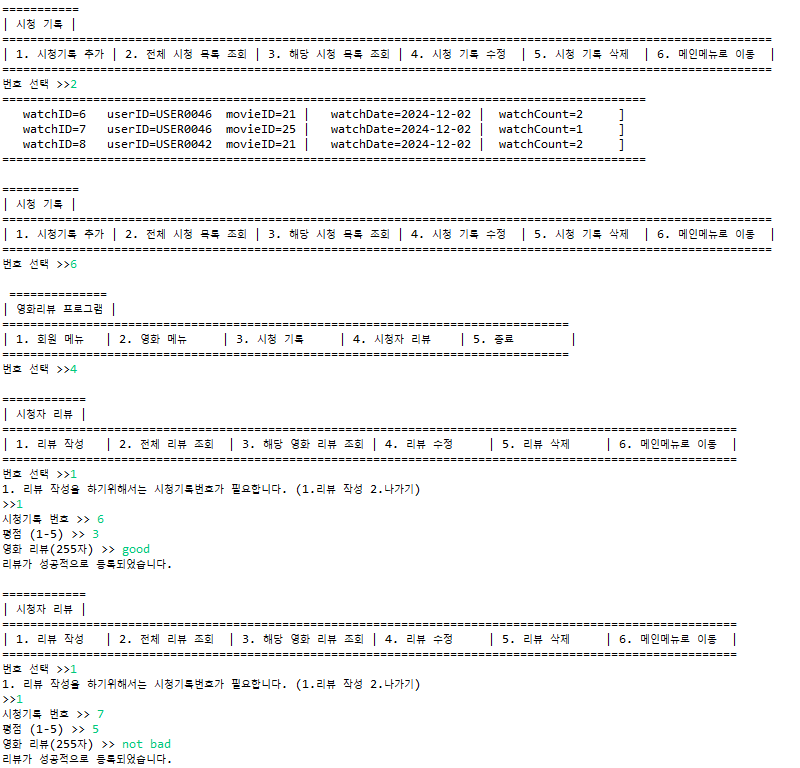 ===========
| 시청 기록 |
==============================================================================================================
| 1. 시청기록 추가 | 2. 전체 시청 목록 조회 | 3. 해당 시청 목록 조회 | 4. 시청 기록 수정  | 5. 시청 기록 삭제  | 6. 메인메뉴로 이동  |
==============================================================================================================
번호 선택 >>2
============================================================================================
   watchID=6   userID=USER0046  movieID=21 |   watchDate=2024-12-02 |  watchCount=2     ]
   watchID=7   userID=USER0046  movieID=25 |   watchDate=2024-12-02 |  watchCount=1     ]
   watchID=8   userID=USER0042  movieID=21 |   watchDate=2024-12-02 |  watchCount=2     ]
============================================================================================
===========
| 시청 기록 |
==============================================================================================================
| 1. 시청기록 추가 | 2. 전체 시청 목록 조회 | 3. 해당 시청 목록 조회 | 4. 시청 기록 수정  | 5. 시청 기록 삭제  | 6. 메인메뉴로 이동  |
==============================================================================================================
번호 선택 >>6
 ==============
| 영화리뷰 프로그램 |
=================================================================================
| 1. 회원 메뉴   | 2. 영화 메뉴     | 3. 시청 기록     | 4. 시청자 리뷰    | 5. 종료        |
=================================================================================
번호 선택 >>4
============
| 시청자 리뷰 |
=========================================================================================================
| 1. 리뷰 작성   | 2. 전체 리뷰 조회  | 3. 해당 영화 리뷰 조회 | 4. 리뷰 수정     | 5. 리뷰 삭제     | 6. 메인메뉴로 이동  |
=========================================================================================================
번호 선택 >>1
1. 리뷰 작성을 하기위해서는 시청기록번호가 필요합니다. (1.리뷰 작성 2.나가기)
>>1
시청기록 번호 >> 6
평점 (1-5) >> 3
영화 리뷰(255자) >> good
리뷰가 성공적으로 등록되었습니다.
============
| 시청자 리뷰 |
=========================================================================================================
| 1. 리뷰 작성   | 2. 전체 리뷰 조회  | 3. 해당 영화 리뷰 조회 | 4. 리뷰 수정     | 5. 리뷰 삭제     | 6. 메인메뉴로 이동  |
=========================================================================================================
번호 선택 >>1
1. 리뷰 작성을 하기위해서는 시청기록번호가 필요합니다. (1.리뷰 작성 2.나가기)
>>1
시청기록 번호 >> 7
평점 (1-5) >> 5
영화 리뷰(255자) >> not bad
리뷰가 성공적으로 등록되었습니다.